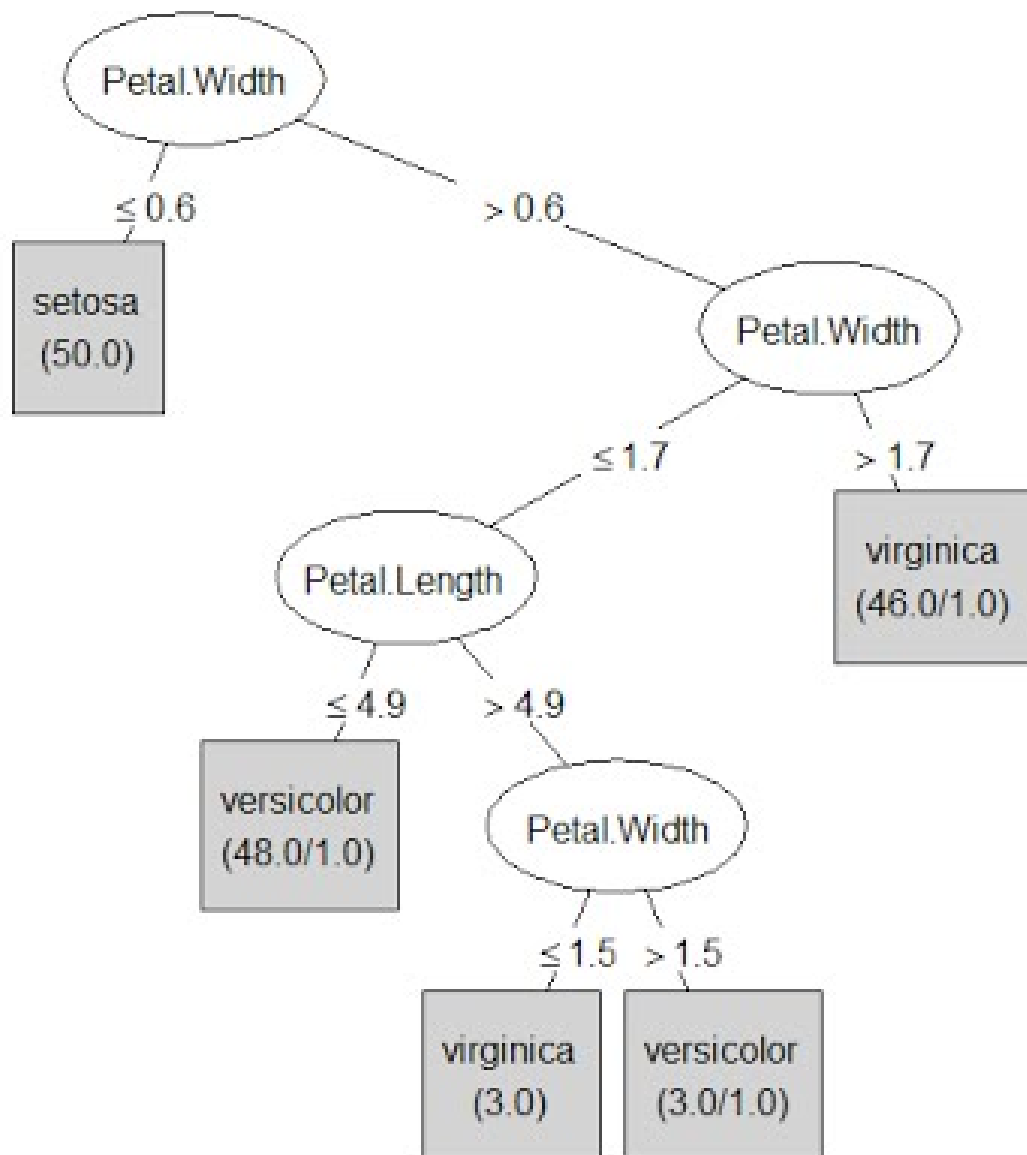 Petal.Width
≤ 0.6
> 0.6
setosa
(50.0)
Petal.Width
≤ 1.7
> 1.7
Petal.Length
virginica
(46.0/1.0)
≤ 4.9
> 4.9
versicolor
(48.0/1.0)
Petal.Width
≤ 1.5
> 1.5
virginica
(3.0)
versicolor
(3.0/1.0)